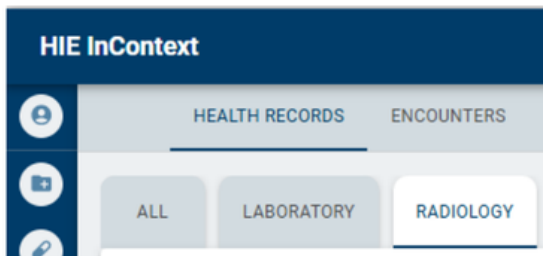 HIE InContext
HEALTH RECORDS ENCOUNTERS
ALL LABORATORY RADIOLOGY